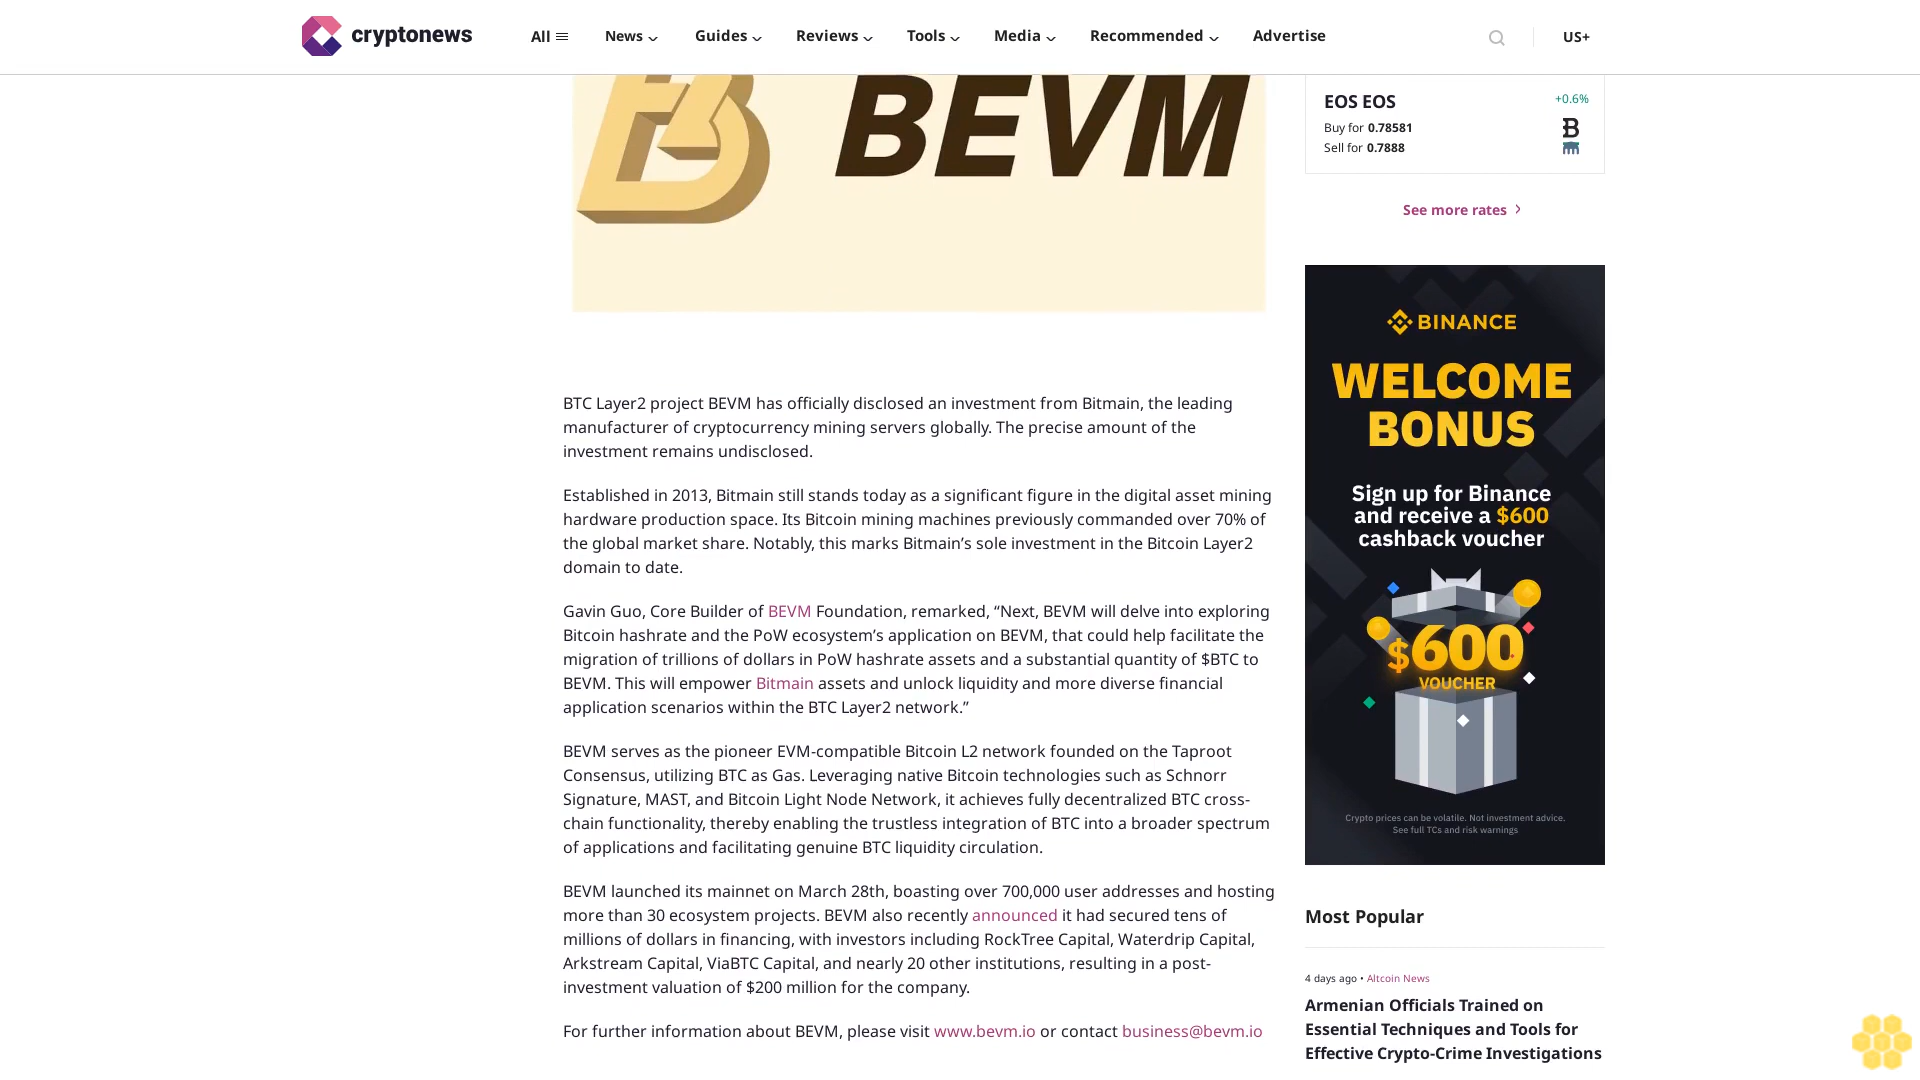 cryptonews
All
News
Guides
Reviews
Tools
Media
Recommended
Advertise
US+
BEVM
BTC Layer2 project BEVM has officially disclosed an investment from Bitmain, the leading
manufacturer of cryptocurrency mining servers globally. The precise amount of the
investment remains undisclosed.
Established in 2013, Bitmain still stands today as a significant figure in the digital asset mining
hardware production space. Its Bitcoin mining machines previously commanded over 70% of
the global market share. Notably, this marks Bitmain’s sole investment in the Bitcoin Layer2
domain to date.
Gavin Guo, Core Builder of BEVM Foundation, remarked, “Next, BEVM will delve into exploring
Bitcoin hashrate and the PoW ecosystem’s application on BEVM, that could help facilitate the
migration of trillions of dollars in PoW hashrate assets and a substantial quantity of $BTC to
BEVM. This will empower Bitmain assets and unlock liquidity and more diverse financial
application scenarios within the BTC Layer2 network.”
BEVM serves as the pioneer EVM-compatible Bitcoin L2 network founded on the Taproot
Consensus, utilizing BTC as Gas. Leveraging native Bitcoin technologies such as Schnorr
Signature, MAST, and Bitcoin Light Node Network, it achieves fully decentralized BTC cross-
chain functionality, thereby enabling the trustless integration of BTC into a broader spectrum
of applications and facilitating genuine BTC liquidity circulation.
BEVM launched its mainnet on March 28th, boasting over 700,000 user addresses and hosting
more than 30 ecosystem projects. BEVM also recently announced it had secured tens of
millions of dollars in financing, with investors including RockTree Capital, Waterdrip Capital,
Arkstream Capital, ViaBTC Capital, and nearly 20 other institutions, resulting in a post-
investment valuation of $200 million for the company.
For further information about BEVM, please visit www.bevm.io or contact business@bevm.io
EOS EOS
+0.6%
Buy for 0.78581
Sell for 0.7888
See more rates
BINANCE
WELCOME
BONUS
Sign up for Binance
and receive a $600
cashback voucher
$600
VOUCHER
Crypto prices can be volatile. Not investment advice.
See full TCs and risk warnings
Most Popular
4 days ago • Altcoin News
Armenian Officials Trained on
Essential Techniques and Tools for
Effective Crypto-Crime Investigations